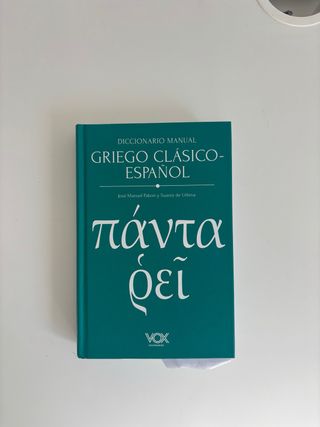 DICCIONARIO MANUAL
GRIEGO CLÁSICO-
ESPAÑOL
José Manuel Pabón y Suárez de Urbina
πάντα
ῥεῖ
VOX